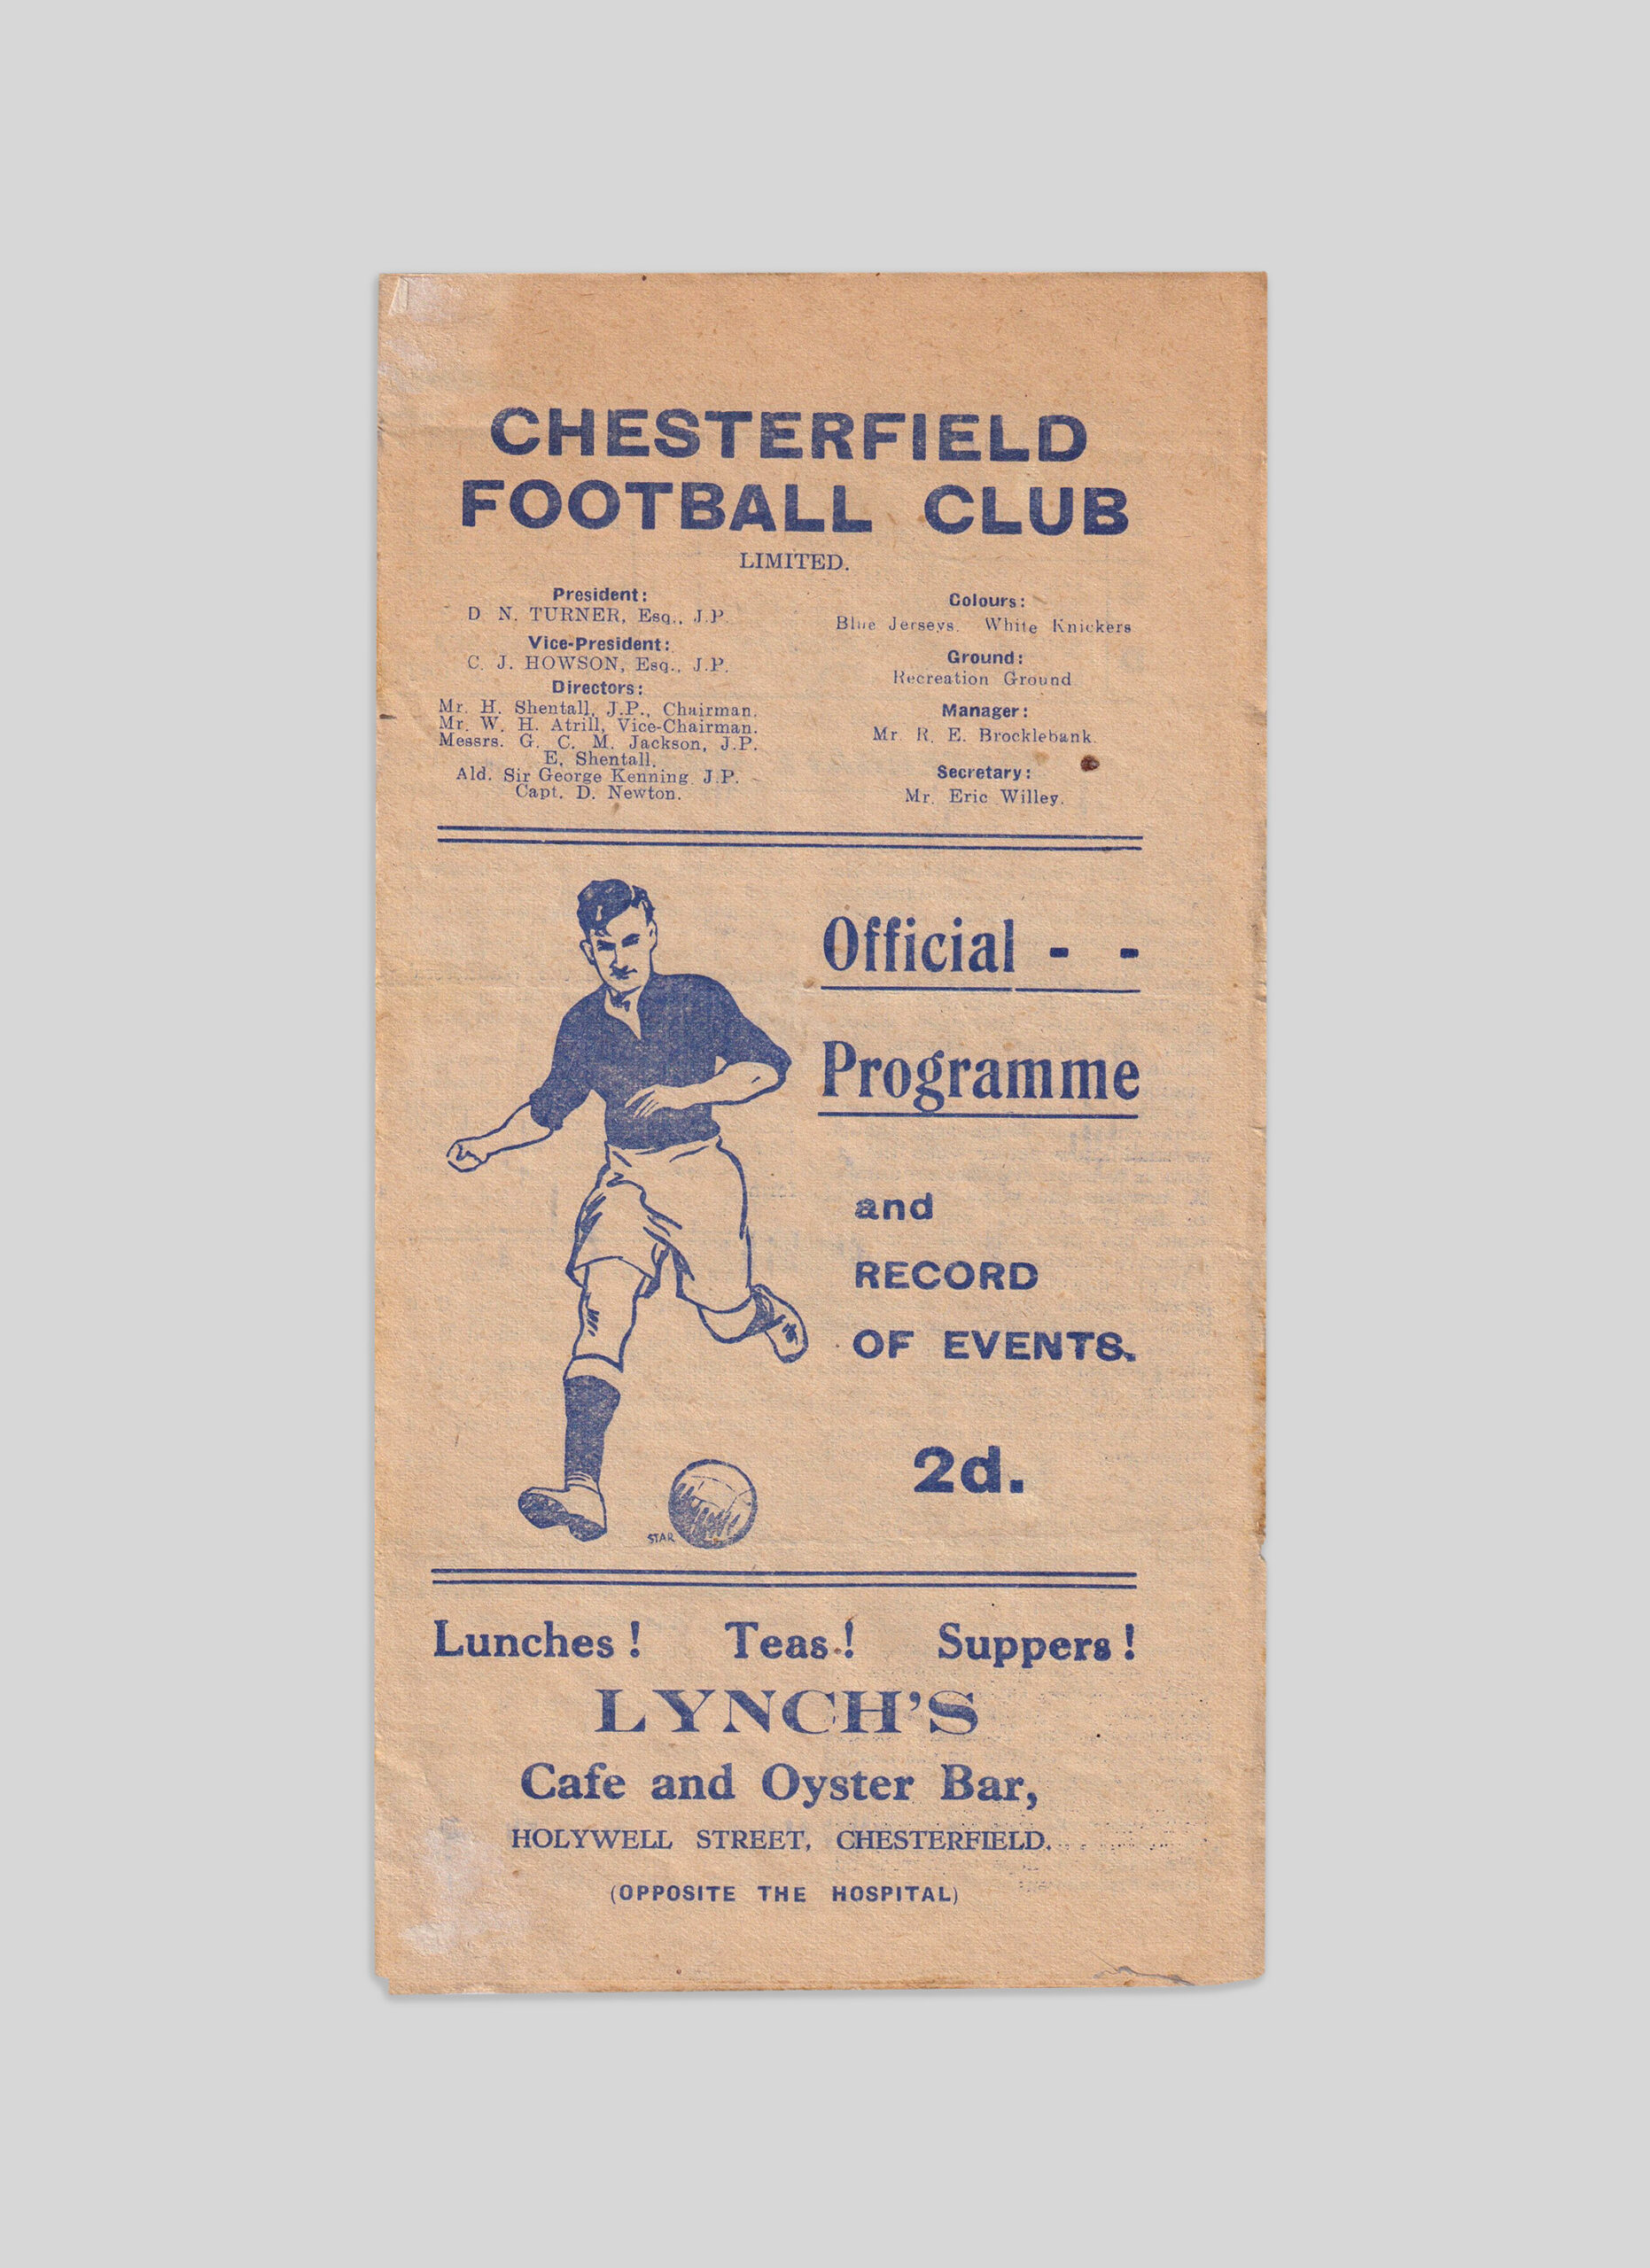 CHESTERFIELD
FOOTBALL CLUB
LIMITED.
President:
D. N. TURNER, Esq., J.P.
Vice-President:
C. J. HOWSON, Esq., J.P.
Directors:
Mr. H. Shentall, J.P., Chairman.
Mr. W. H. Atrill, Vice-Chairman.
Messrs. G. C. M. Jackson, J.P.
E. Shentall.
Ald. Sir George Kenning J.P.
Capt. D. Newton.
Colours:
Blue Jerseys. White Knickers
Ground:
Recreation Ground
Manager:
Mr. R. E. Brocklebank.
Secretary:
Mr. Eric Willey.
Official - -
Programme
and
RECORD
OF EVENTS.
2d.
STAR
Lunches! Teas! Suppers!
LYNCH'S
Cafe and Oyster Bar,
HOLYWELL STREET, CHESTERFIELD.
(OPPOSITE THE HOSPITAL)